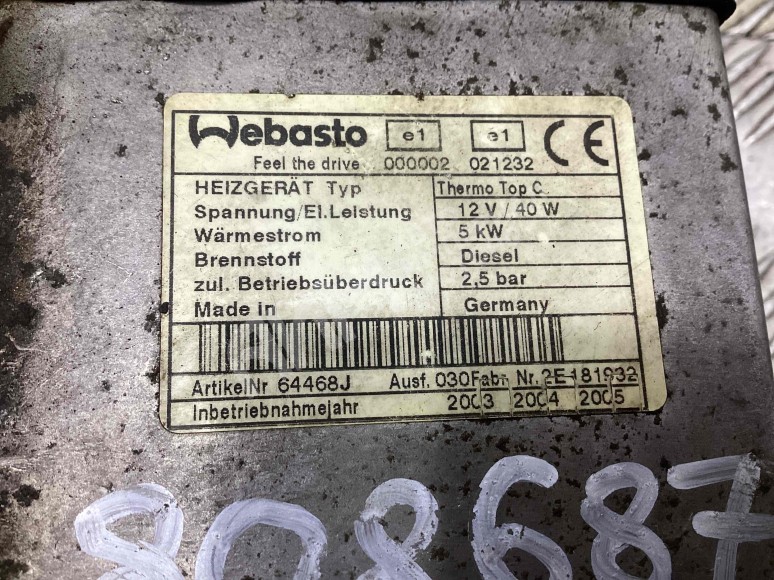 Webasto e1 e1 CE
Feel the drive 000002 021232
HEIZGERÄT Typ Thermo Top C
Spannung/El.Leistung 12 V / 40 W
Wärmestrom 5 kW
Brennstoff Diesel
zul. Betriebsüberdruck 2,5 bar
Made in Germany
ArtikelNr 64468J Ausf. 030 Fabr. Nr. 2E-181932
Inbetriebnahmejahr 2003 2004 2005
808687